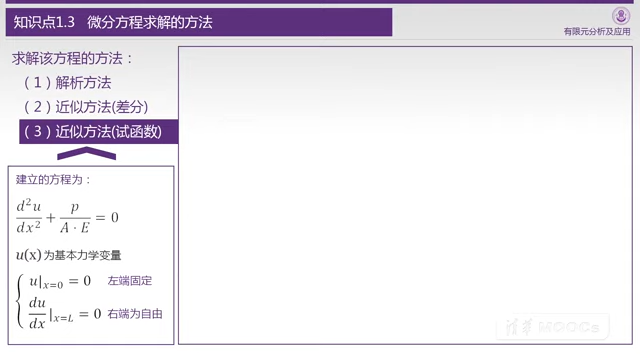 知识点1.3 微分方程求解的方法
有限元分析及应用
求解该方程的方法：
（1）解析方法
（2）近似方法(差分)
（3）近似方法(试函数)
建立的方程为：
d²u/dx² + p/(A·E) = 0
u(x)为基本力学变量
u|x=0 = 0 左端固定
du/dx|x=L = 0 右端为自由
清华 MOOCs